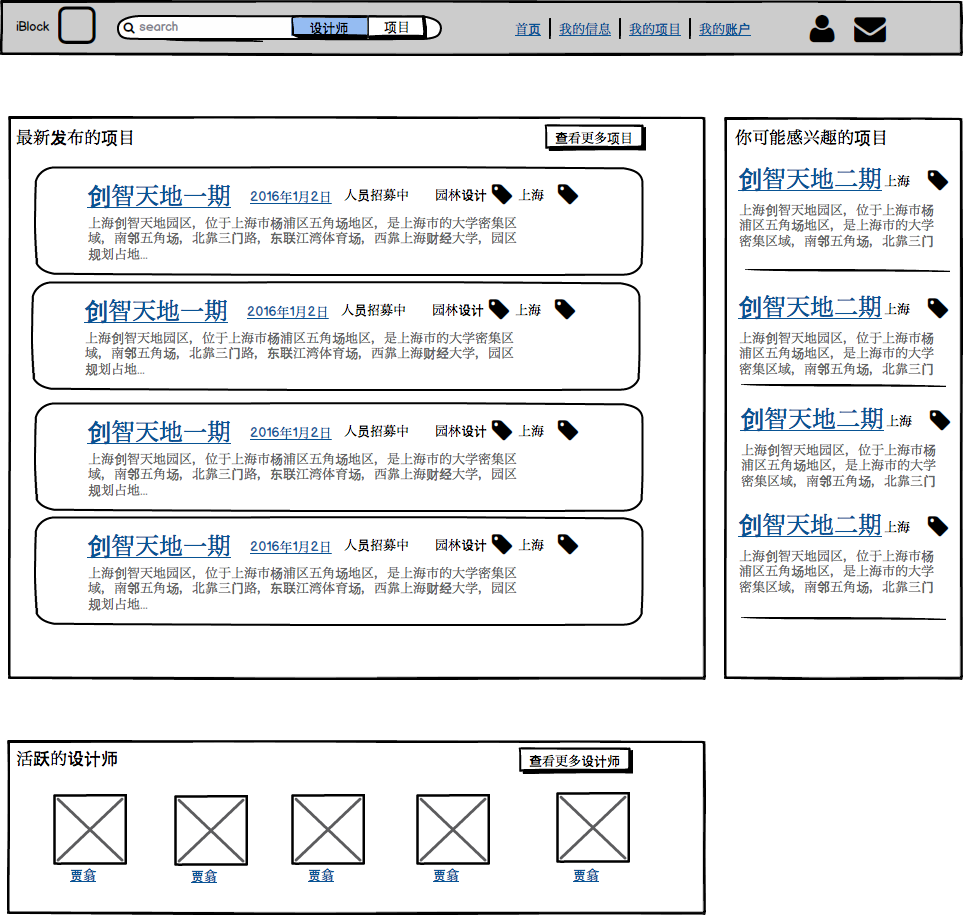 iBlock search 设计师 项目 首页 我的信息 我的项目 我的账户
最新发布的项目 查看更多项目
创智天地一期 2016年1月2日 人员招募中 园林设计 上海
上海创智天地园区，位于上海市杨浦区五角场地区，是上海市的大学密集区
域，南邻五角场，北靠三门路，东联江湾体育场，西靠上海财经大学，园区
规划占地...
创智天地一期 2016年1月2日 人员招募中 园林设计 上海
上海创智天地园区，位于上海市杨浦区五角场地区，是上海市的大学密集区
域，南邻五角场，北靠三门路，东联江湾体育场，西靠上海财经大学，园区
规划占地...
创智天地一期 2016年1月2日 人员招募中 园林设计 上海
上海创智天地园区，位于上海市杨浦区五角场地区，是上海市的大学密集区
域，南邻五角场，北靠三门路，东联江湾体育场，西靠上海财经大学，园区
规划占地...
创智天地一期 2016年1月2日 人员招募中 园林设计 上海
上海创智天地园区，位于上海市杨浦区五角场地区，是上海市的大学密集区
域，南邻五角场，北靠三门路，东联江湾体育场，西靠上海财经大学，园区
规划占地...
你可能感兴趣的项目
创智天地二期 上海
上海创智天地园区，位于上海市杨
浦区五角场地区，是上海市的大学
密集区域，南邻五角场，北靠三门
创智天地二期 上海
上海创智天地园区，位于上海市杨
浦区五角场地区，是上海市的大学
密集区域，南邻五角场，北靠三门
创智天地二期 上海
上海创智天地园区，位于上海市杨
浦区五角场地区，是上海市的大学
密集区域，南邻五角场，北靠三门
创智天地二期 上海
上海创智天地园区，位于上海市杨
浦区五角场地区，是上海市的大学
密集区域，南邻五角场，北靠三门
活跃的设计师 查看更多设计师
贾翕 贾翕 贾翕 贾翕 贾翕